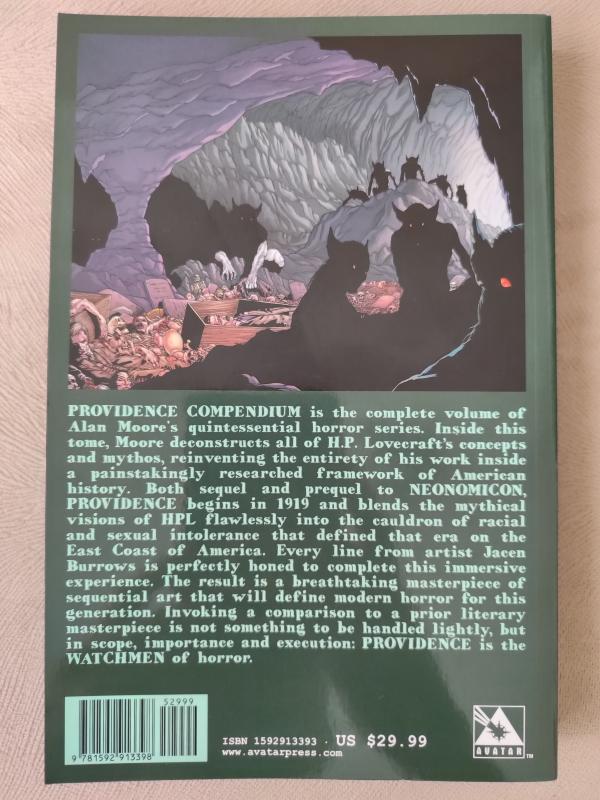 PROVIDENCE COMPENDIUM is the complete volume of
Alan Moore's quintessential horror series. Inside this
tome, Moore deconstructs all of H.P. Lovecraft's concepts
and mythos, reinventing the entirety of his work inside
a painstakingly researched framework of American
history. Both sequel and prequel to NEONOMICON,
PROVIDENCE begins in 1919 and blends the mythical
visions of HPL flawlessly into the cauldron of racial
and sexual intolerance that defined that era on the
East Coast of America. Every line from artist Jacen
Burrows is perfectly honed to complete this immersive
experience. The result is a breathtaking masterpiece of
sequential art that will define modern horror for this
generation. Invoking a comparison to a prior literary
masterpiece is not something to be handled lightly, but
in scope, importance and execution: PROVIDENCE is the
WATCHMEN of horror.
52999
9 781592 913398
ISBN 1592913393 · US $29.99
www.avatarpress.com
AVATAR™